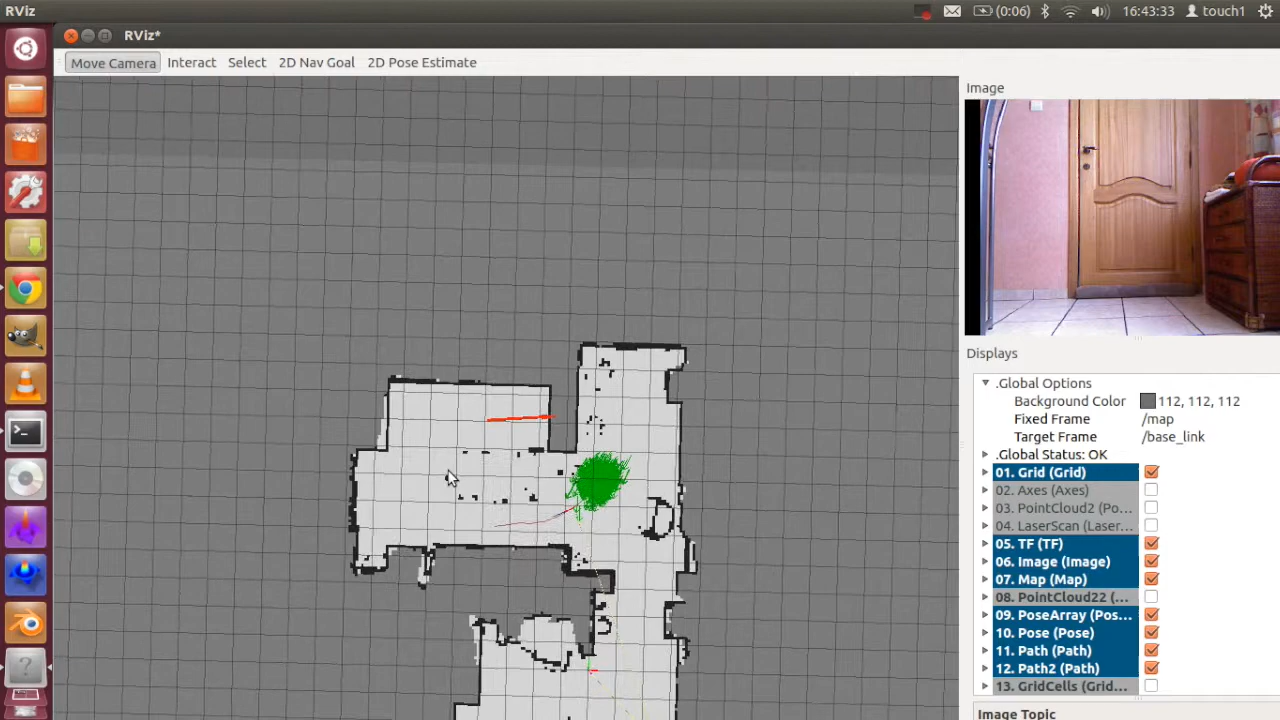 RViz
(0:06) 16:43:33 touch1
RViz*
Move Camera Interact Select 2D Nav Goal 2D Pose Estimate
Image
Displays
.Global Options
Background Color 112, 112, 112
Fixed Frame /map
Target Frame /base_link
.Global Status: OK
01. Grid (Grid)
02. Axes (Axes)
03. PointCloud2 (Po...
04. LaserScan (Laser...
05. TF (TF)
06. Image (Image)
07. Map (Map)
08. PointCloud22 (...
09. PoseArray (Pos...
10. Pose (Pose)
11. Path (Path)
12. Path2 (Path)
13. GridCells (Grid...
Image Topic